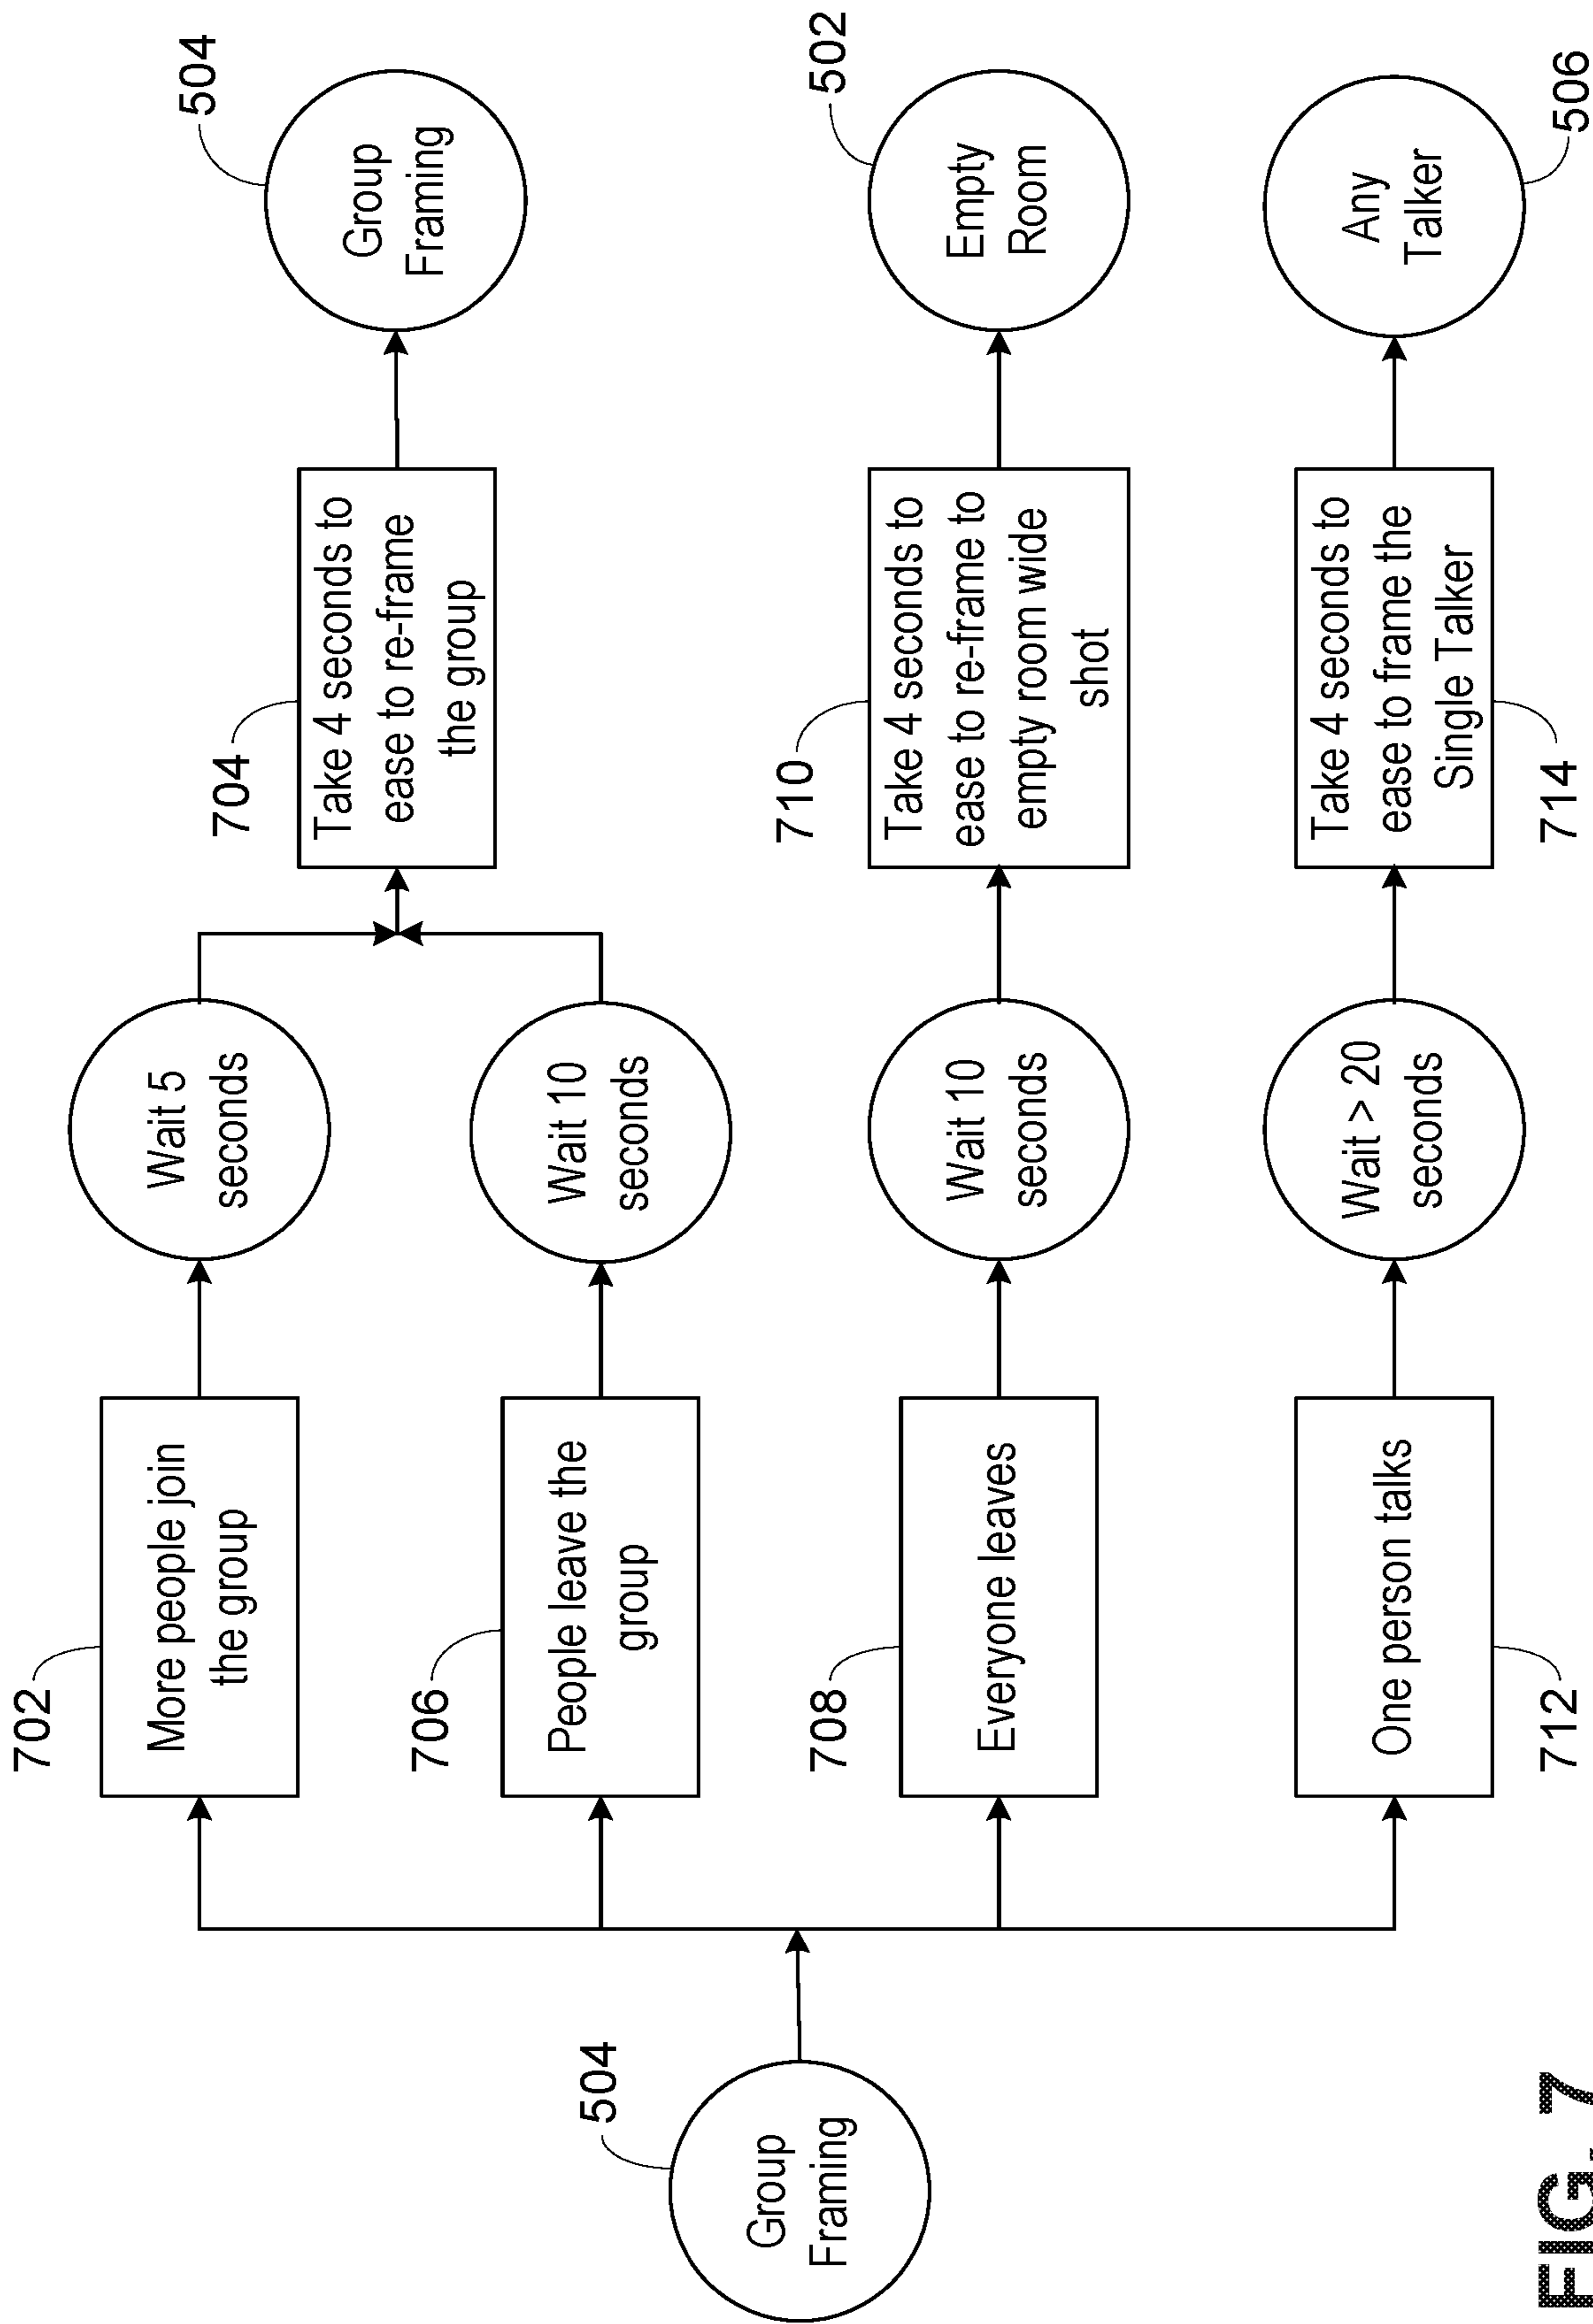 504
Group
Framing
702
More people join
the group
Wait 5
seconds
706
People leave the
group
Wait 10
seconds
704
Take 4 seconds to
ease to re-frame
the group
504
Group
Framing
708
Everyone leaves
Wait 10
seconds
710
Take 4 seconds to
ease to re-frame to
empty room wide
shot
502
Empty
Room
712
One person talks
Wait > 20
seconds
714
Take 4 seconds to
ease to frame the
Single Talker
506
Any
Talker
FIG. 7